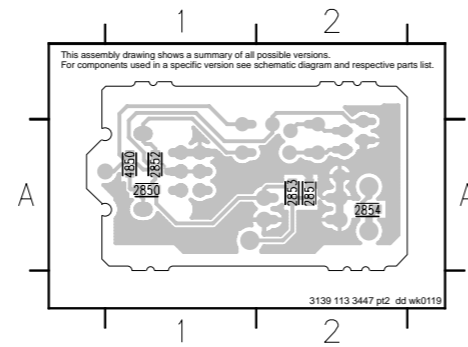 1 2
This assembly drawing shows a summary of all possible versions.
For components used in a specific version see schematic diagram and respective parts list.
A A
4850 2852 2850 2853 2851 2854
3139 113 3447 pt2 dd wk0119
1 2